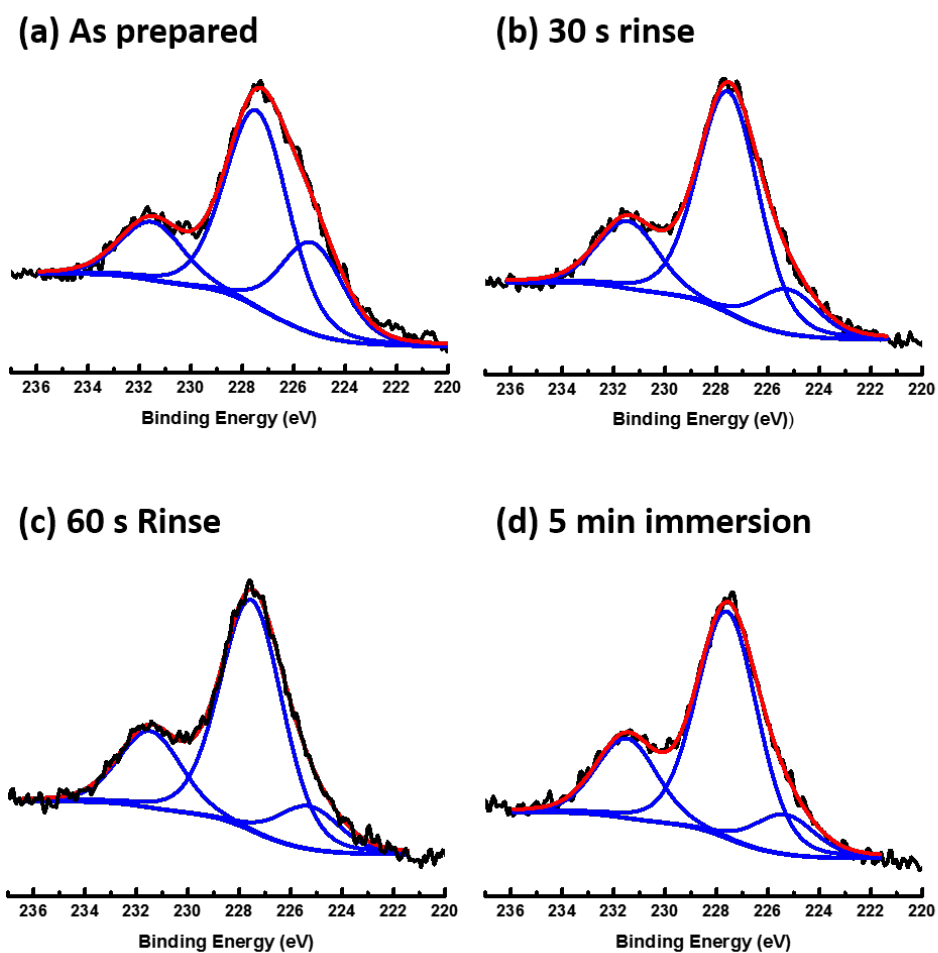 (a) As prepared
(b) 30 s rinse
236 234 232 230 228 226 224 222 220
Binding Energy (eV)
236 234 232 230 228 226 224 222 220
Binding Energy (eV))
(c) 60 s Rinse
(d) 5 min immersion
236 234 232 230 228 226 224 222 220
Binding Energy (eV)
236 234 232 230 228 226 224 222 220
Binding Energy (eV)